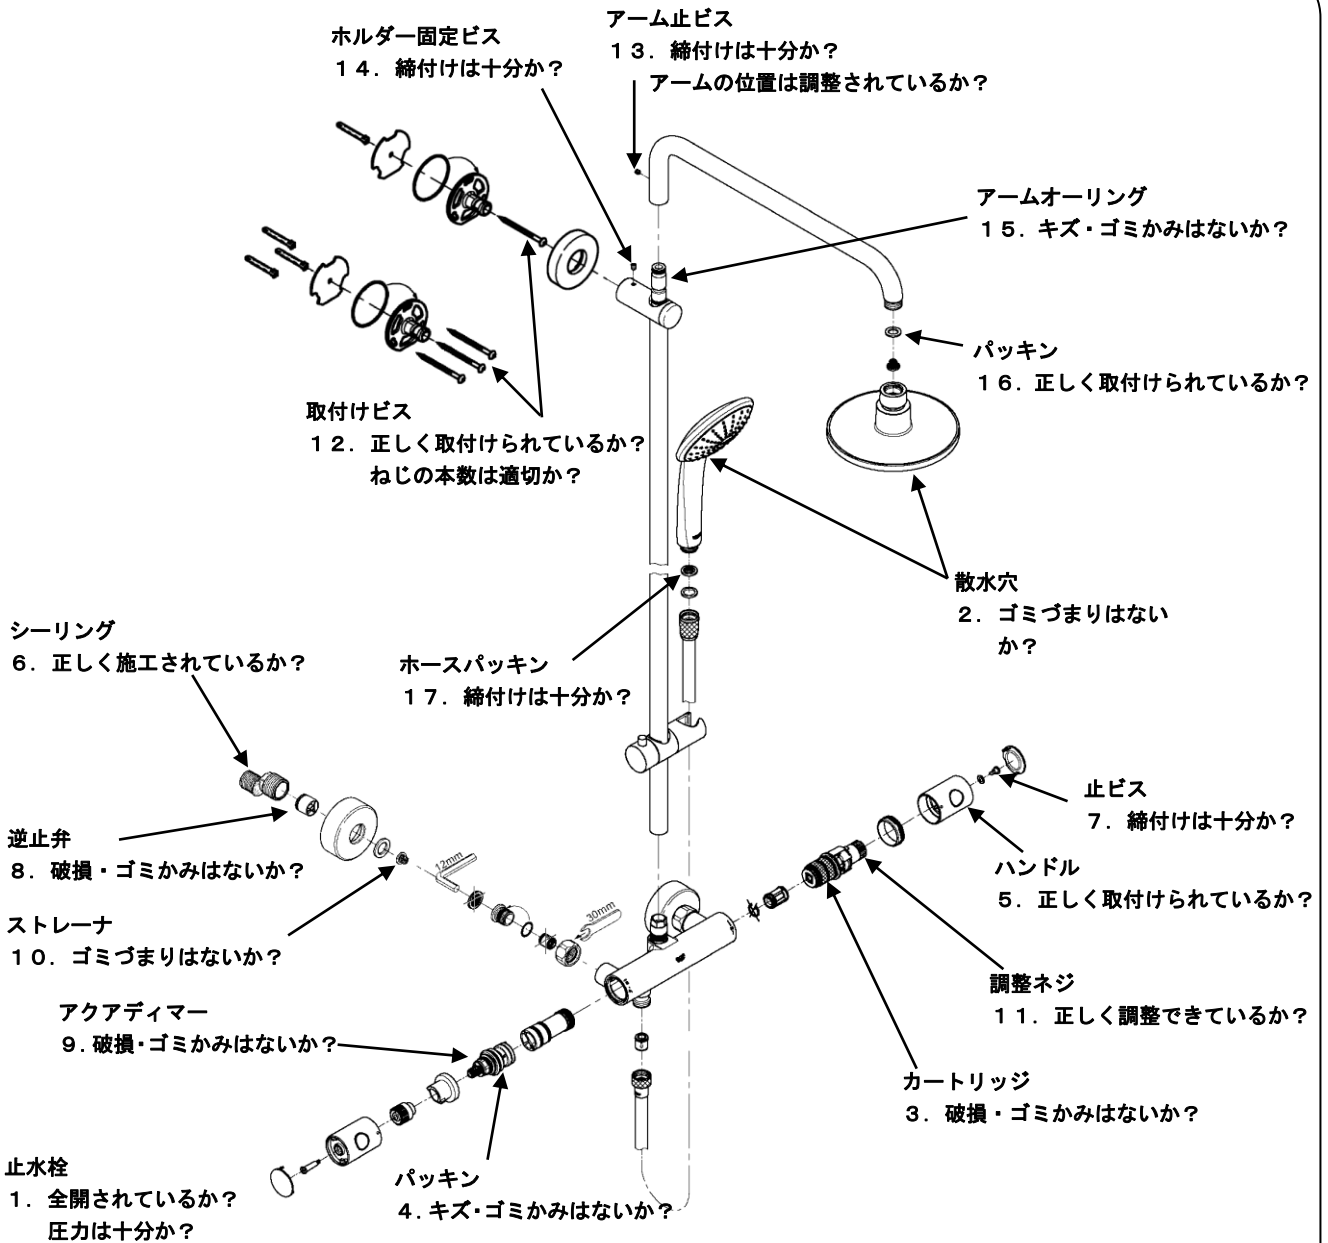 アーム止ビス
１３．締付けは十分か？
アームの位置は調整されているか？
ホルダー固定ビス
１４．締付けは十分か？
アームオーリング
１５．キズ・ゴミかみはないか？
パッキン
１６．正しく取付けられているか？
取付けビス
１２．正しく取付けられているか？
ねじの本数は適切か？
散水穴
２．ゴミづまりはない
か？
シーリング
６．正しく施工されているか？
ホースパッキン
１７．締付けは十分か？
止ビス
７．締付けは十分か？
逆止弁
８．破損・ゴミかみはないか？
12mm
ハンドル
５．正しく取付けられているか？
ストレーナ
１０．ゴミづまりはないか？
30mm
調整ネジ
１１．正しく調整できているか？
アクアディマー
９.破損・ゴミかみはないか？
カートリッジ
３．破損・ゴミかみはないか？
止水栓
１．全開されているか？
圧力は十分か？
パッキン
４.キズ・ゴミかみはないか？